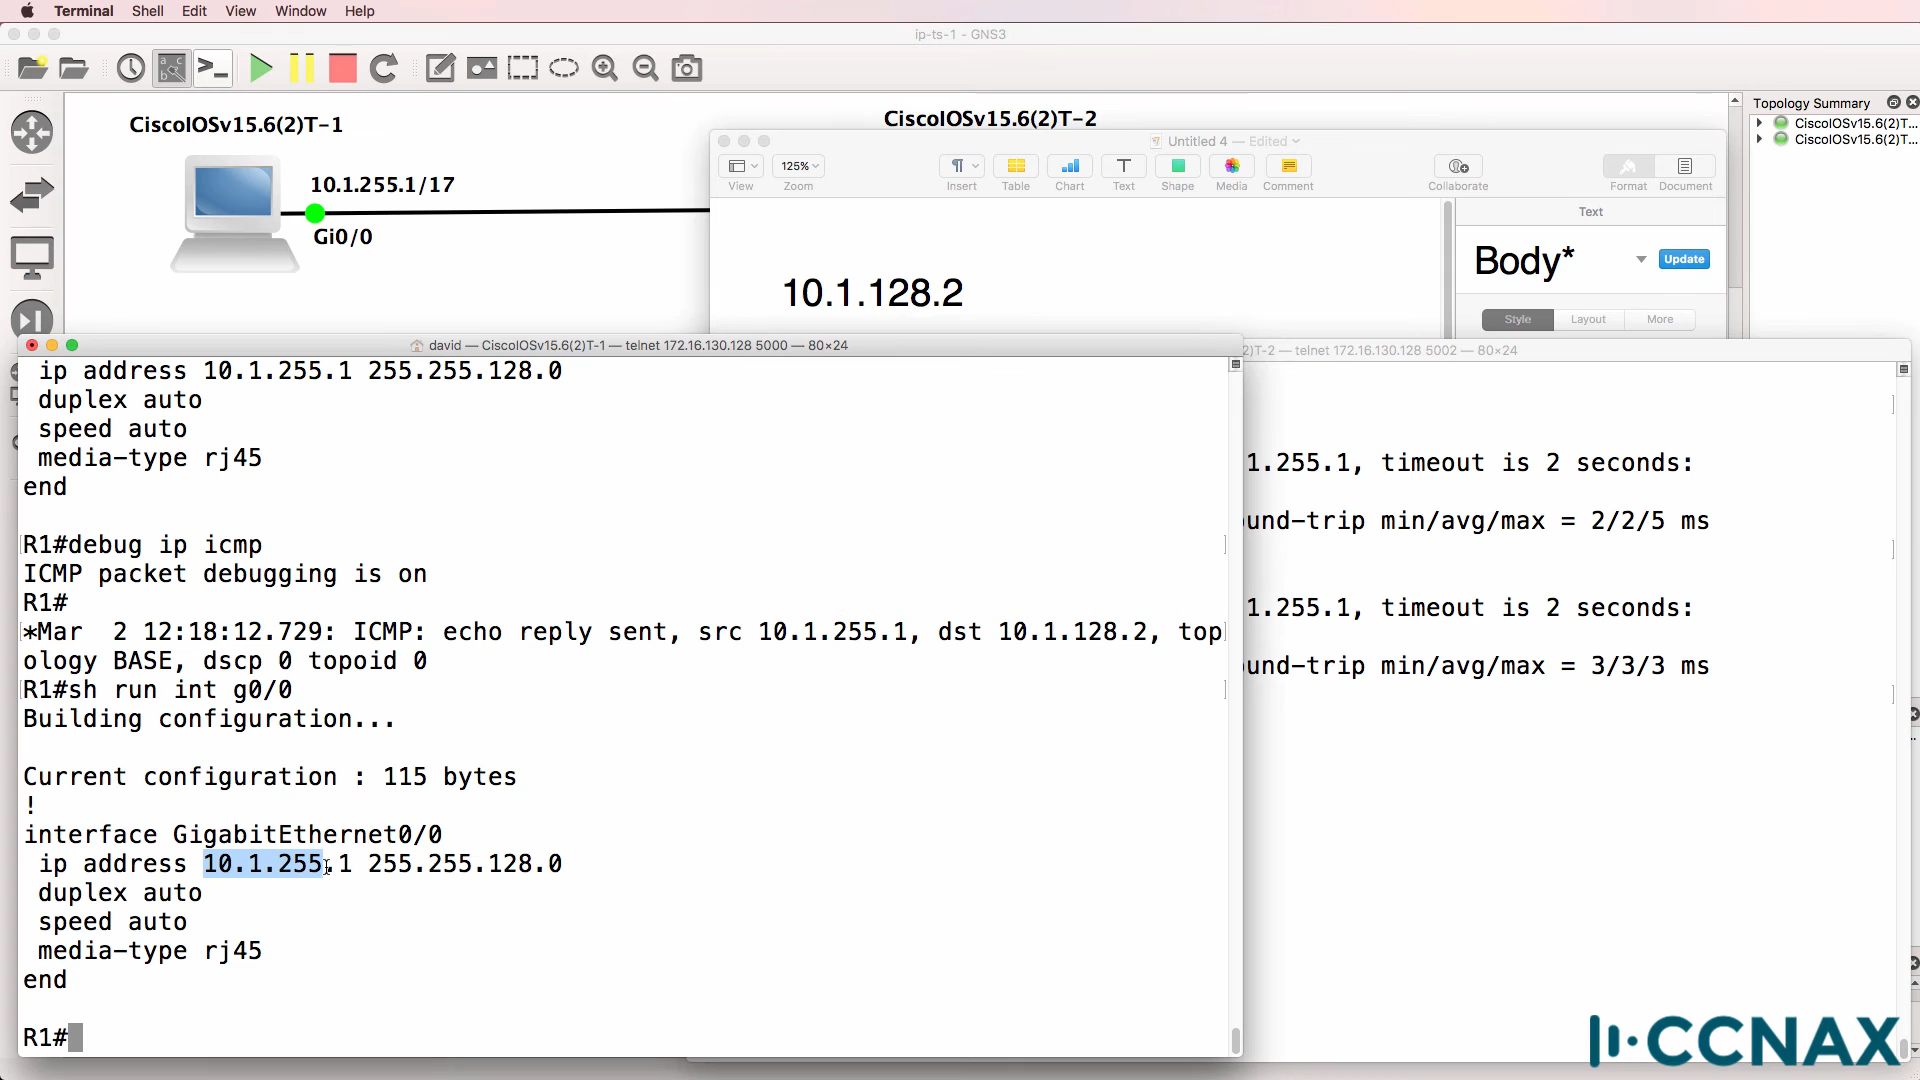 Terminal Shell Edit View Window Help
ip-ts-1 - GNS3
CiscoIOSv15.6(2)T-1
CiscoIOSv15.6(2)T-2
10.1.255.1/17
Gi0/0
Topology Summary
CiscoIOSv15.6(2)T...
CiscoIOSv15.6(2)T...
Untitled 4 — Edited
125%
View Zoom Insert Table Chart Text Shape Media Comment Collaborate Format Document
Text
Body* Update
Style Layout More
10.1.128.2
david — CiscoIOSv15.6(2)T-1 — telnet 172.16.130.128 5000 — 80×24
ip address 10.1.255.1 255.255.128.0
duplex auto
speed auto
media-type rj45
end
R1#debug ip icmp
ICMP packet debugging is on
R1#
*Mar  2 12:18:12.729: ICMP: echo reply sent, src 10.1.255.1, dst 10.1.128.2, top
ology BASE, dscp 0 topoid 0
R1#sh run int g0/0
Building configuration...
Current configuration : 115 bytes
!
interface GigabitEthernet0/0
ip address 10.1.255.1 255.255.128.0
duplex auto
speed auto
media-type rj45
end
R1#
2)T-2 — telnet 172.16.130.128 5002 — 80×24
1.255.1, timeout is 2 seconds:
ound-trip min/avg/max = 2/2/5 ms
1.255.1, timeout is 2 seconds:
ound-trip min/avg/max = 3/3/3 ms
CCNAX